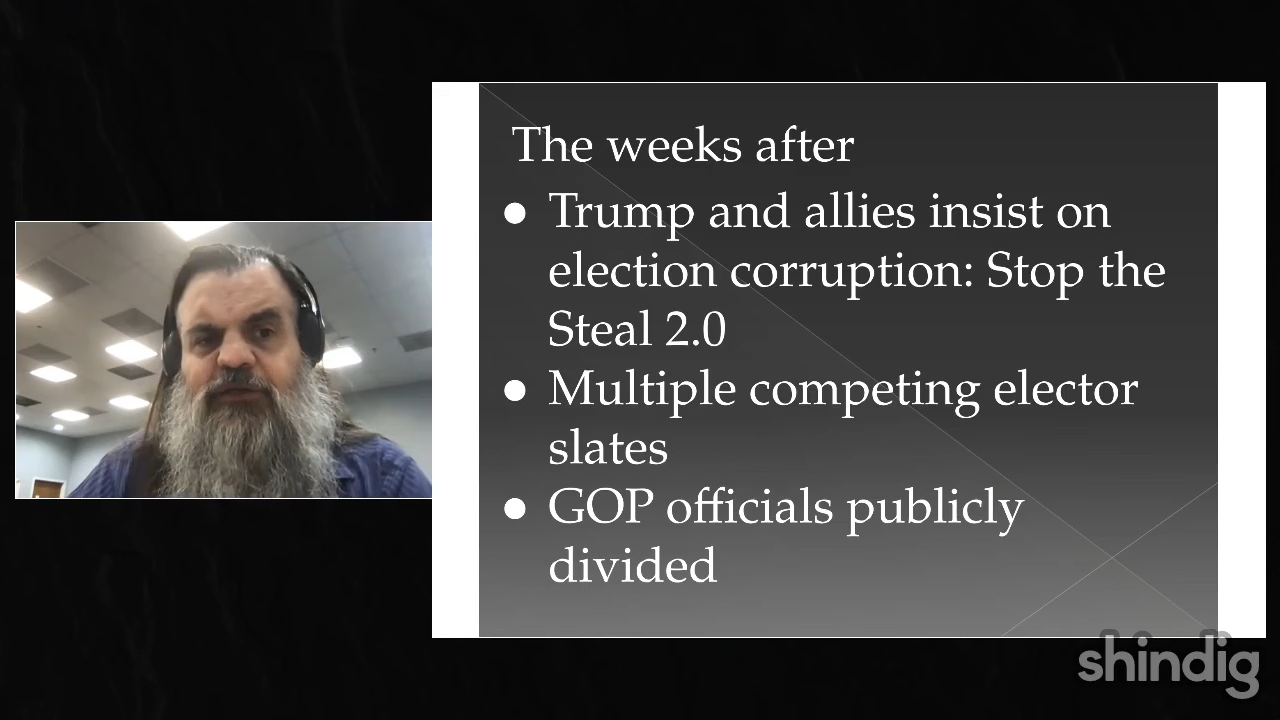 The weeks after
● Trump and allies insist on
election corruption: Stop the
Steal 2.0
● Multiple competing elector
slates
● GOP officials publicly
divided
shindig